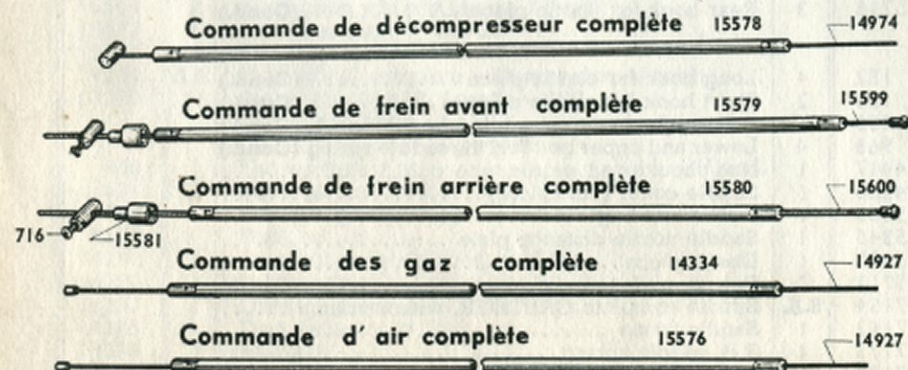 Commande de décompresseur complète 15578 14974
Commande de frein avant complète 15579 15599
Commande de frein arrière complète 15580 15600
716 15581
Commande des gaz complète 14334 14927
Commande d'air complète 15576 14927